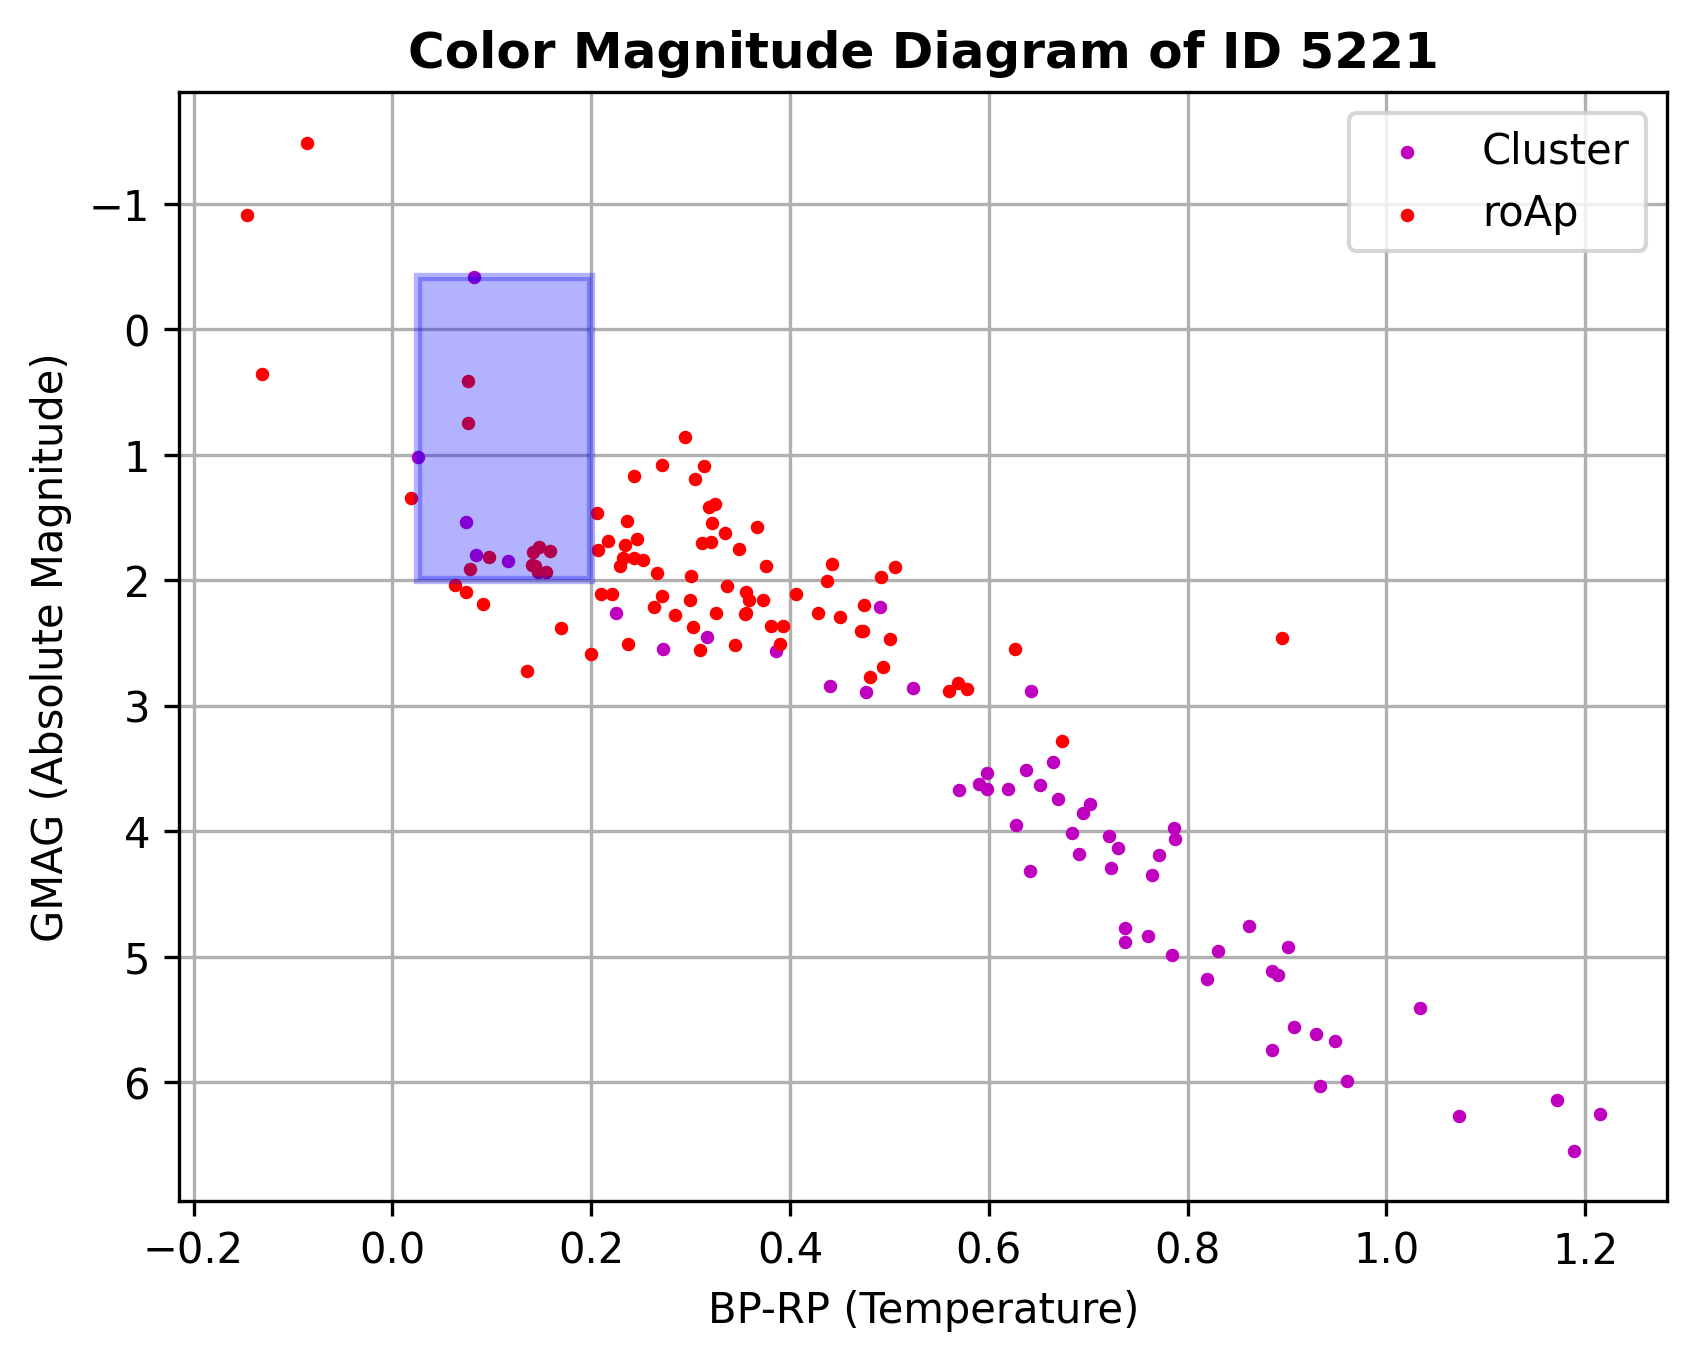 Color Magnitude Diagram of ID 5221
Cluster
roAp
GMAG (Absolute Magnitude)
−1
0
1
2
3
4
5
6
−0.2 0.0 0.2 0.4 0.6 0.8 1.0 1.2
BP-RP (Temperature)